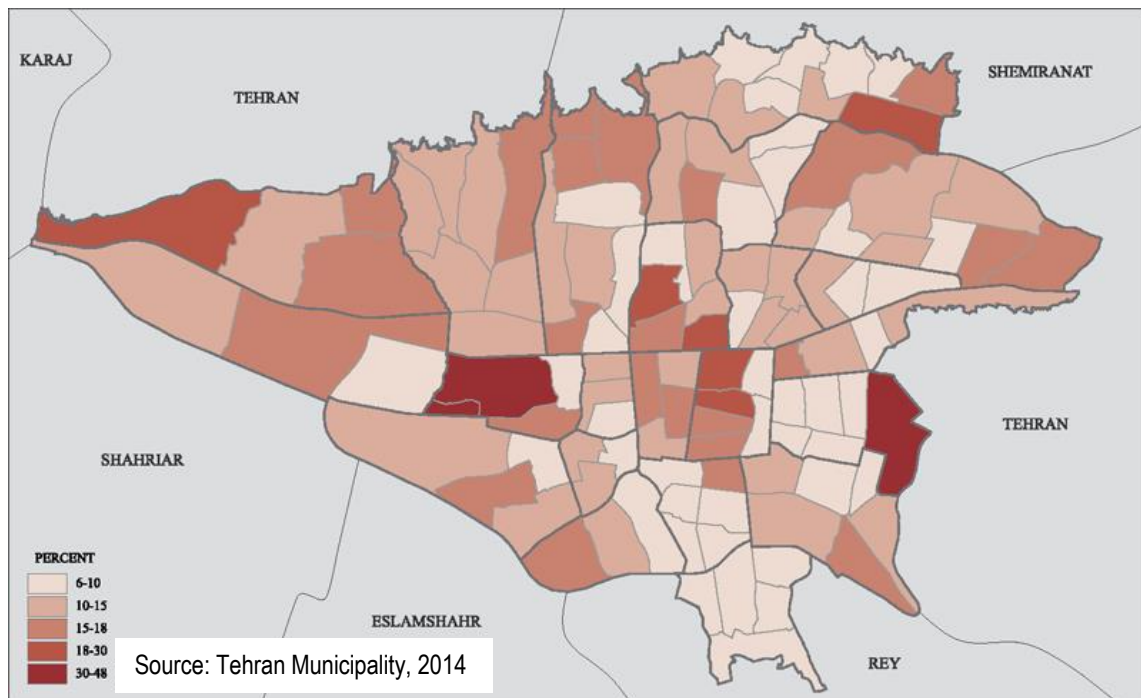 KARAJ
TEHRAN
SHEMIRANAT
SHAHRIAR
TEHRAN
ESLAMSHAHR
REY
PERCENT
6-10
10-15
15-18
18-30
30-48
Source: Tehran Municipality, 2014